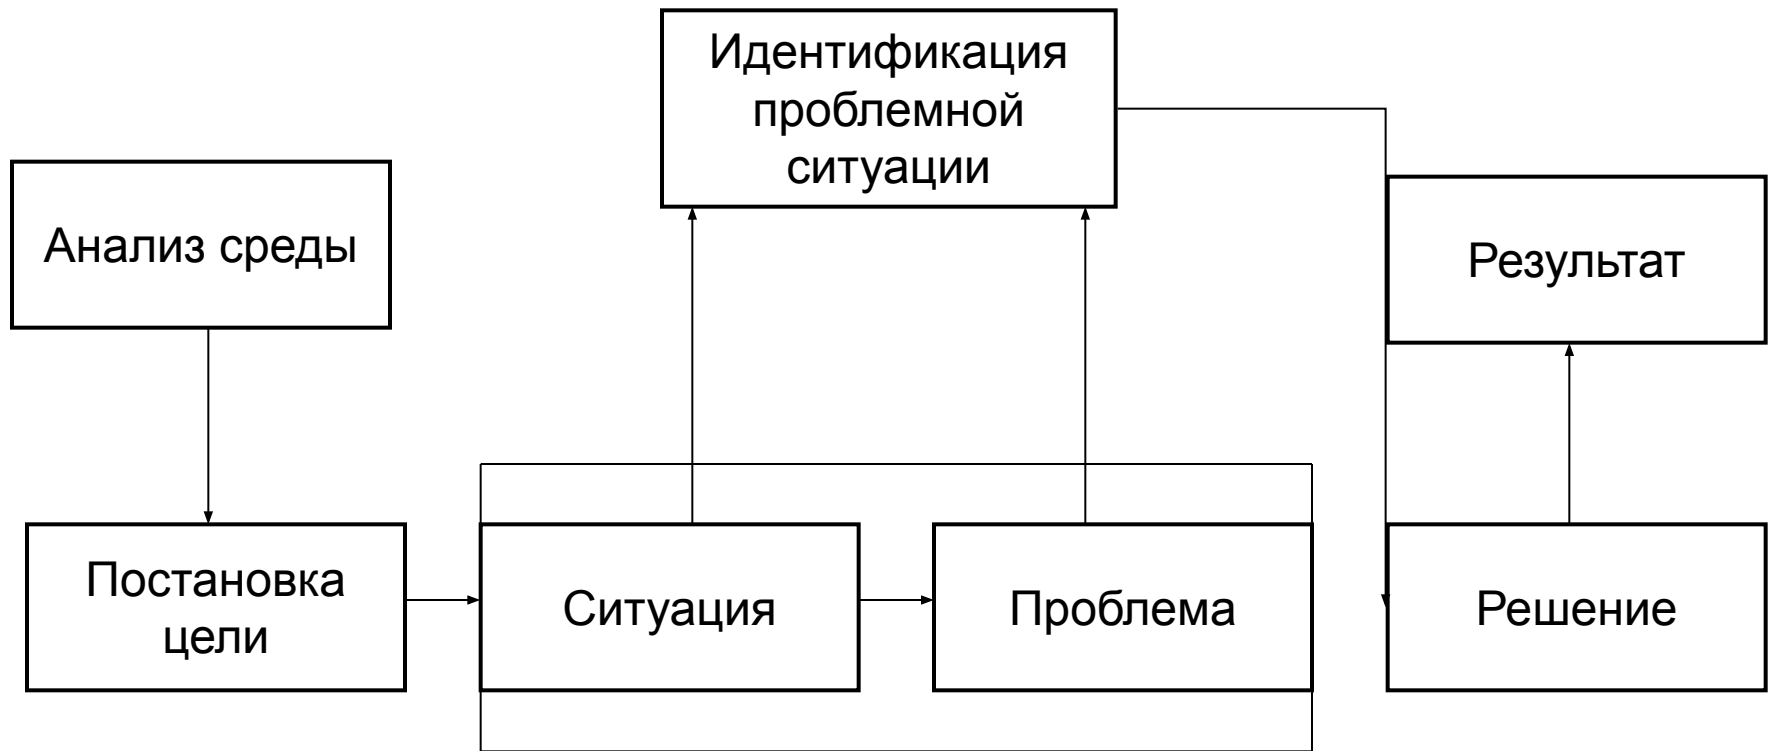 Идентификация
проблемной
ситуации
Анализ среды
Результат
Постановка
цели
Ситуация
Проблема
Решение